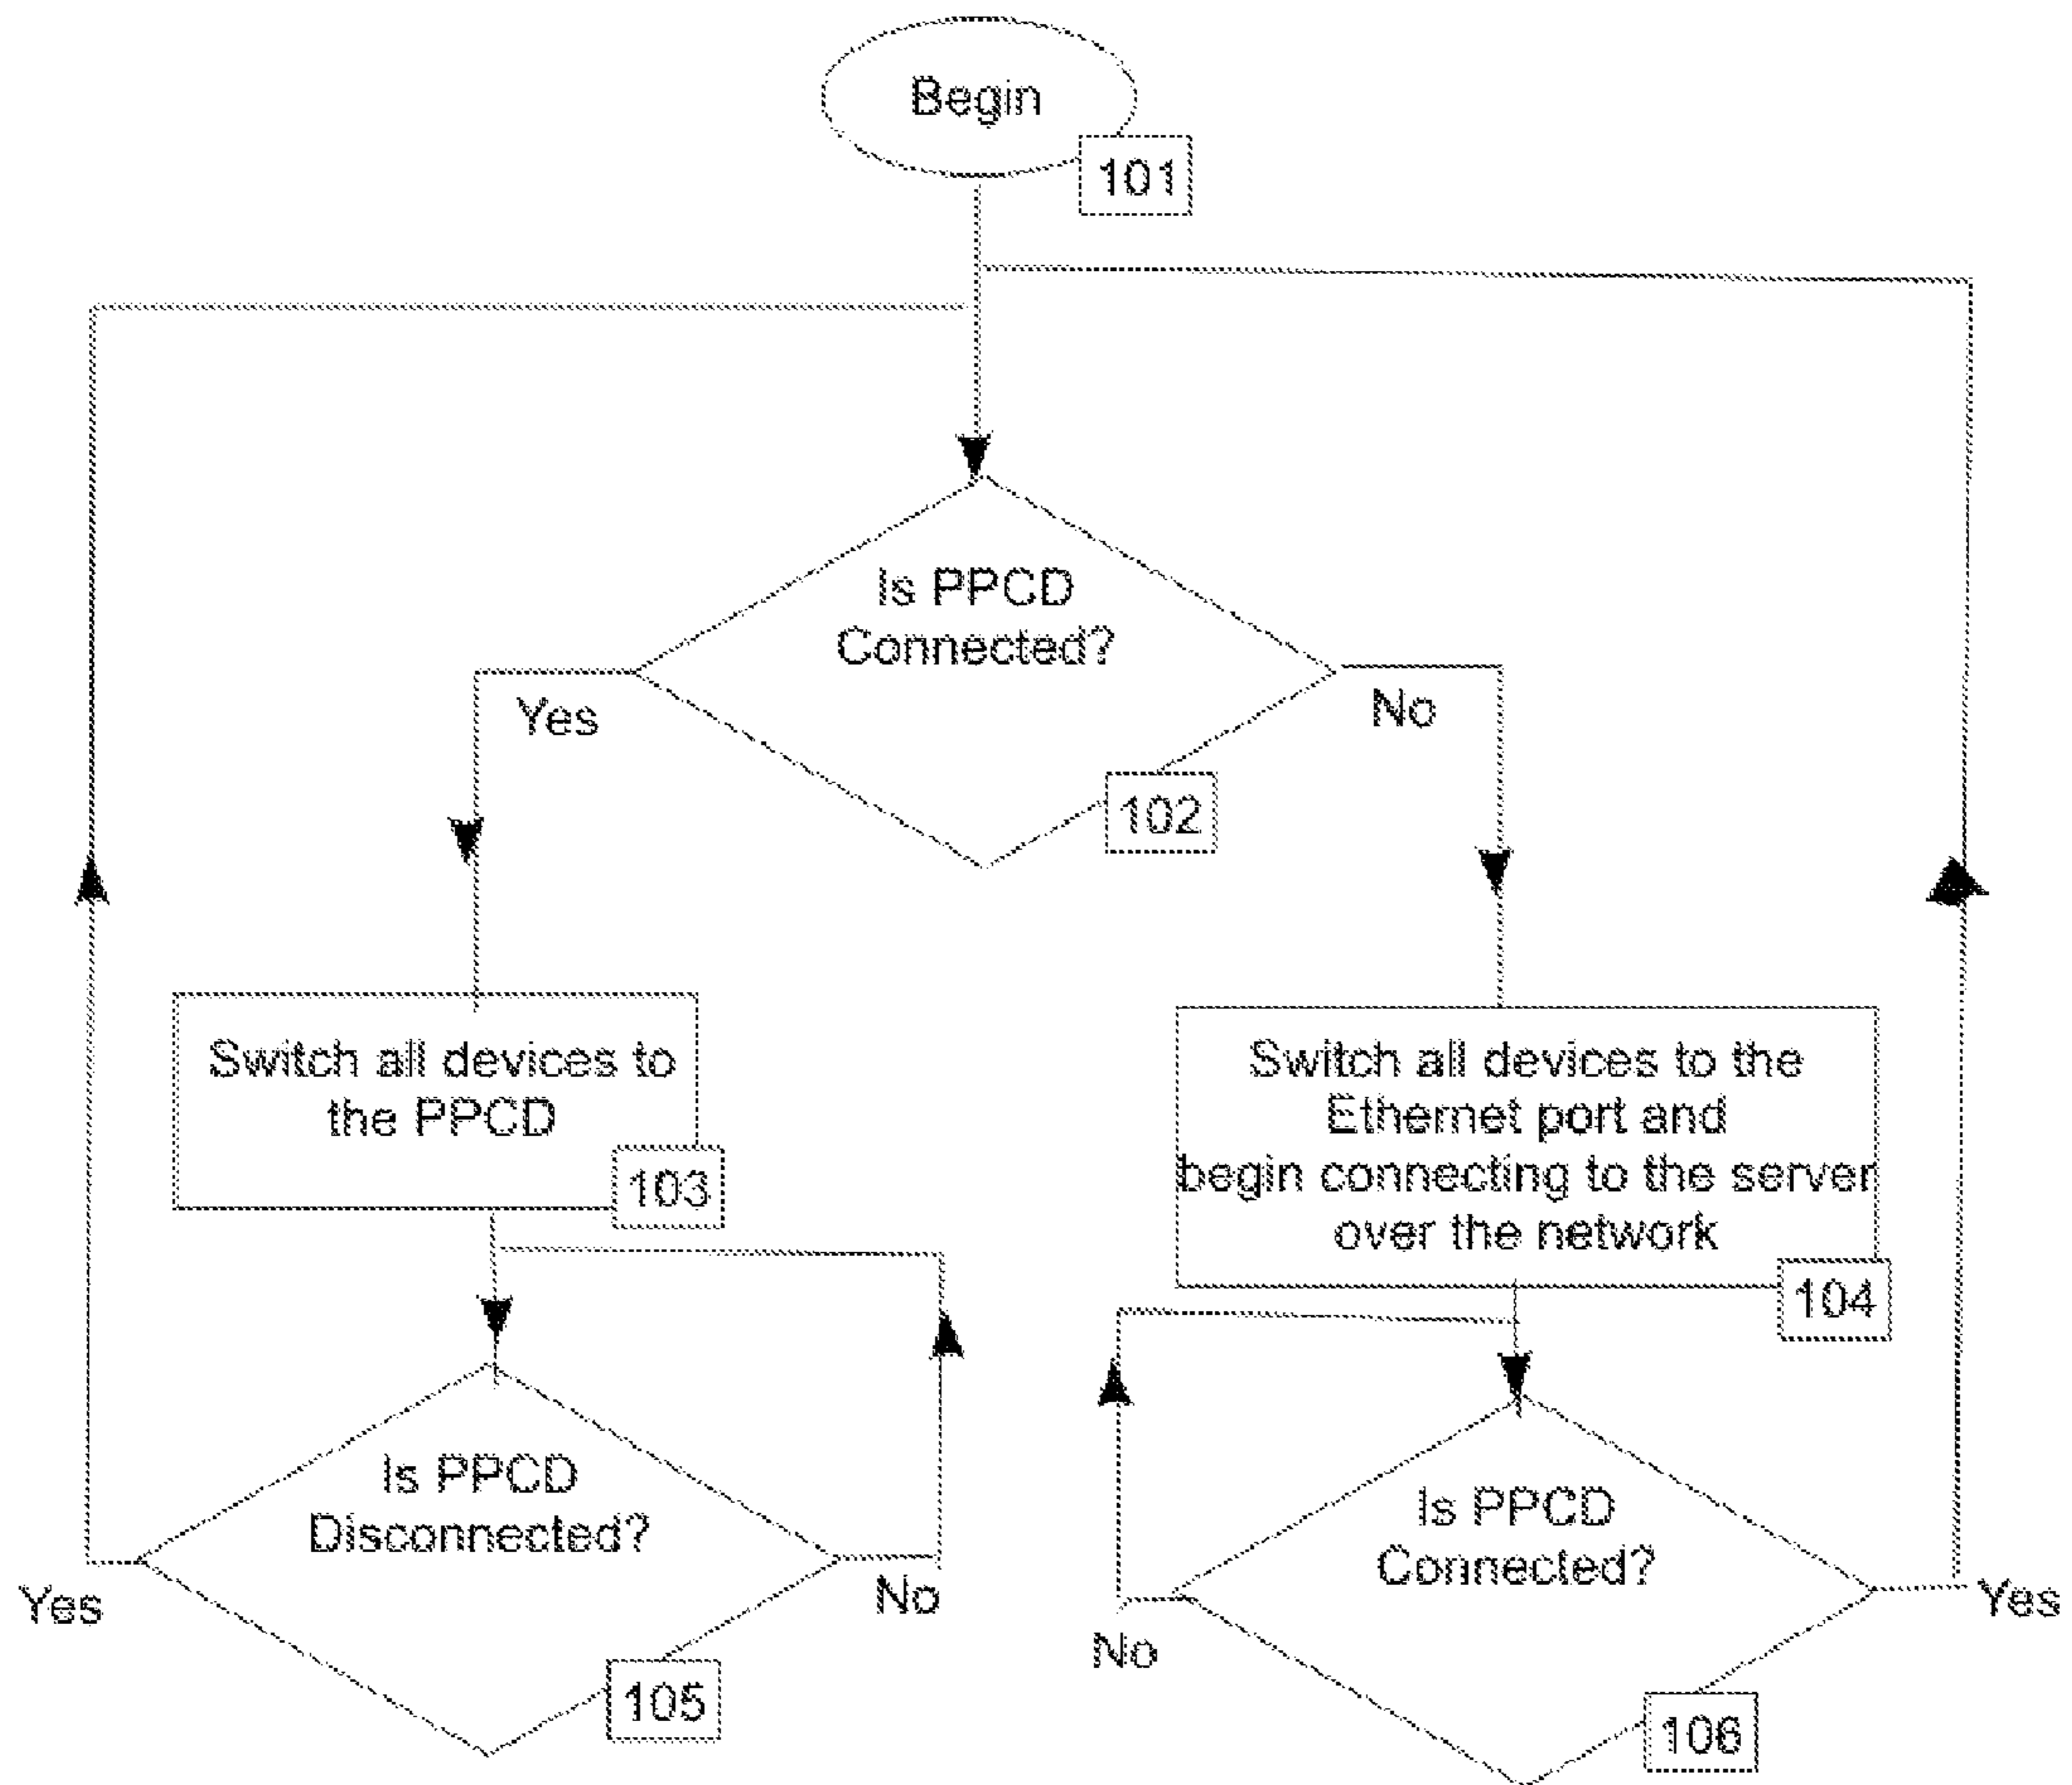 Begin
101
Is PPCD
Connected?
Yes
No
102
Switch all devices to
the PPCD
103
Switch all devices to the
Ethernet port and
begin connecting to the server
over the network
104
Is PPCD
Disconnected?
Yes
No
105
Is PPCD
Connected?
No
Yes
106